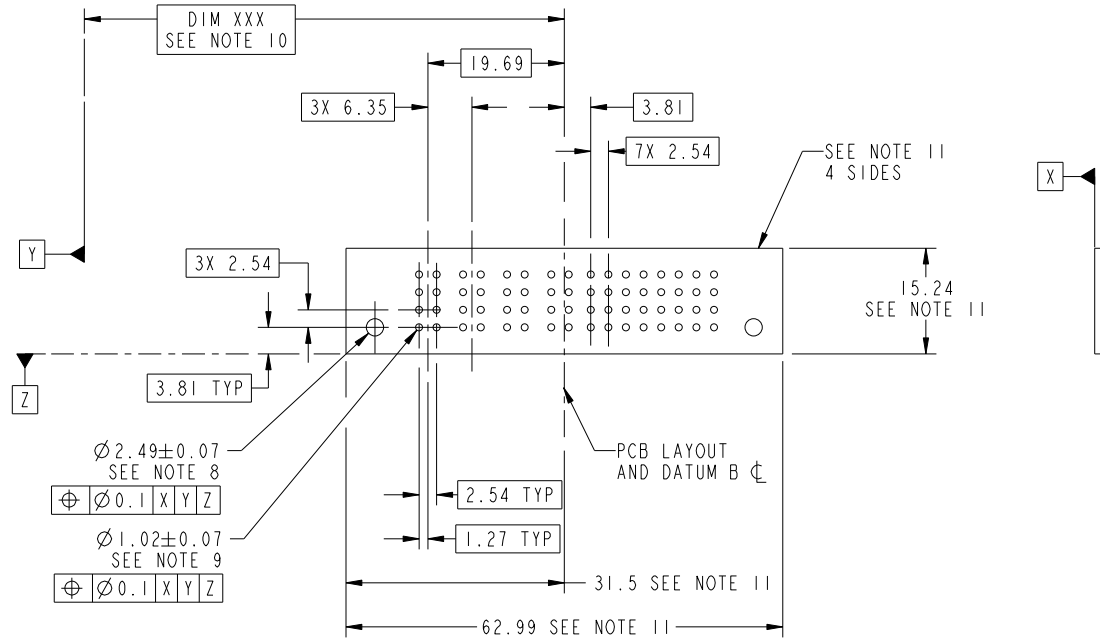 DIM XXX
SEE NOTE 10
19.69
3X 6.35
3.81
7X 2.54
SEE NOTE 11
4 SIDES
X
Y
3X 2.54
15.24
SEE NOTE 11
3.81 TYP
Z
Ø2.49±0.07
SEE NOTE 8
⌖ Ø0.1 X Y Z
PCB LAYOUT
AND DATUM B ℄
2.54 TYP
Ø1.02±0.07
SEE NOTE 9
1.27 TYP
⌖ Ø0.1 X Y Z
31.5 SEE NOTE 11
62.99 SEE NOTE 11